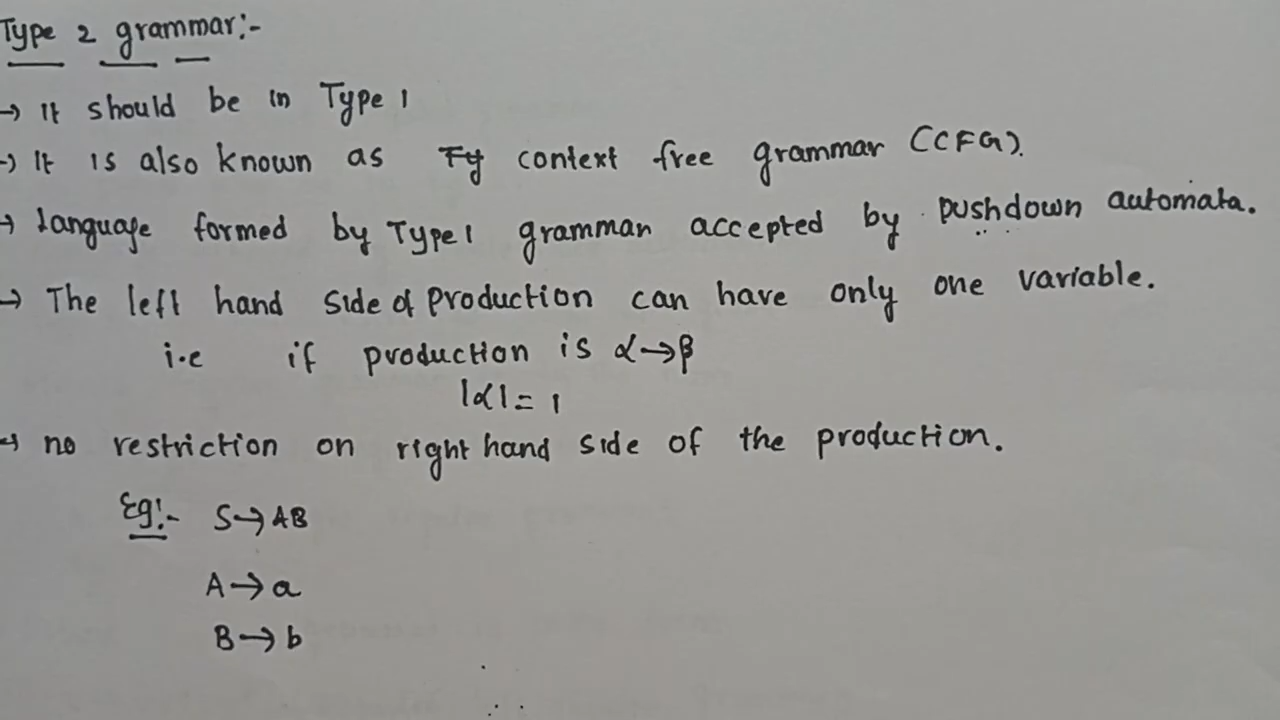 Type 2 grammar:-
→ It should be in Type 1
→ It is also known as Ty context free grammar (CFG).
→ Language formed by Type 1 gramman accepted by pushdown automata.
→ The left hand side of production can have only one variable.
i.e if production is α→β
|α| = 1
→ no restriction on right hand side of the production.
Eg:- S→AB
A→a
B→b